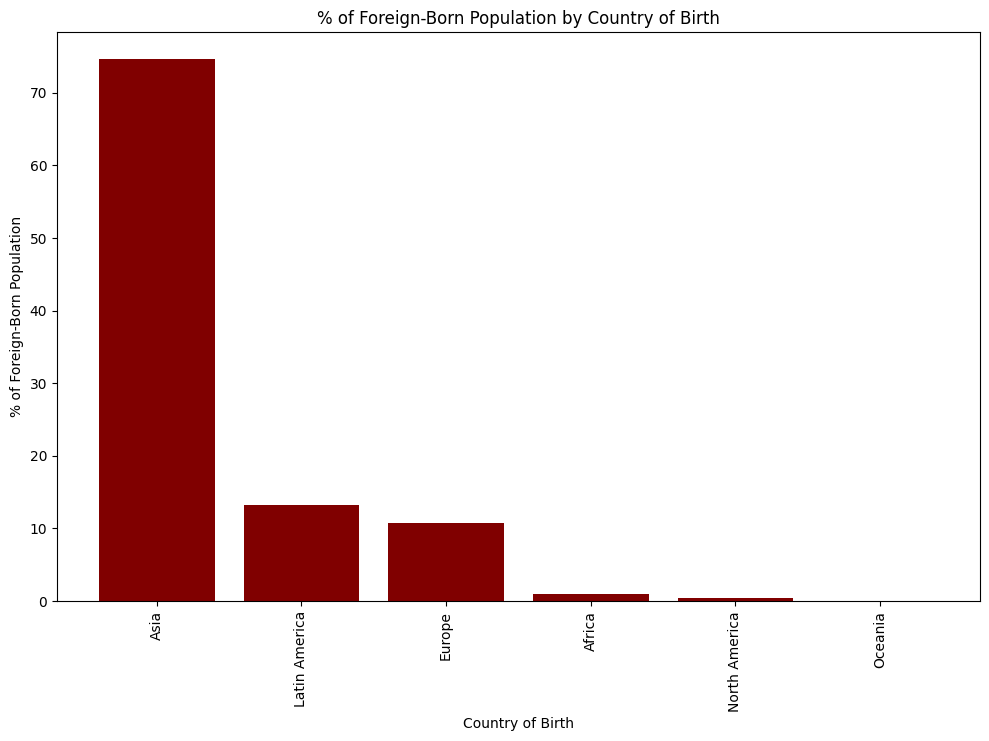 % of Foreign-Born Population by Country of Birth
% of Foreign-Born Population
70
60
50
40
30
20
10
0
Asia
Latin America
Europe
Africa
North America
Oceania
Country of Birth